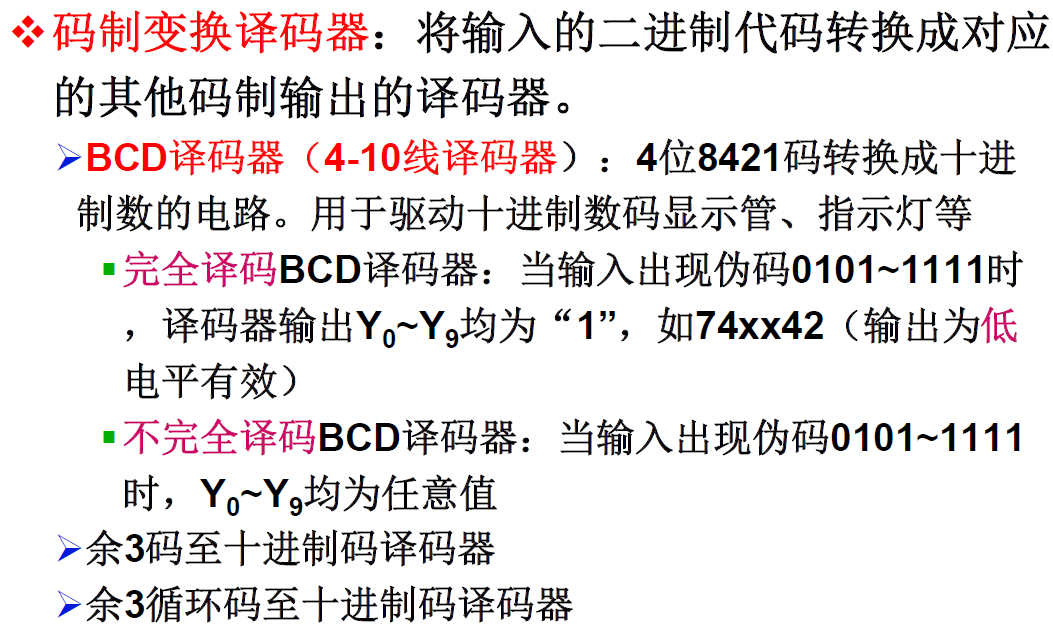 ❖码制变换译码器：将输入的二进制代码转换成对应
的其他码制输出的译码器。
➢BCD译码器（4-10线译码器）：4位8421码转换成十进
制数的电路。用于驱动十进制数码显示管、指示灯等
▪完全译码BCD译码器：当输入出现伪码0101~1111时
，译码器输出Y0~Y9均为“1”，如74xx42（输出为低
电平有效）
▪不完全译码BCD译码器：当输入出现伪码0101~1111
时，Y0~Y9均为任意值
➢余3码至十进制码译码器
➢余3循环码至十进制码译码器